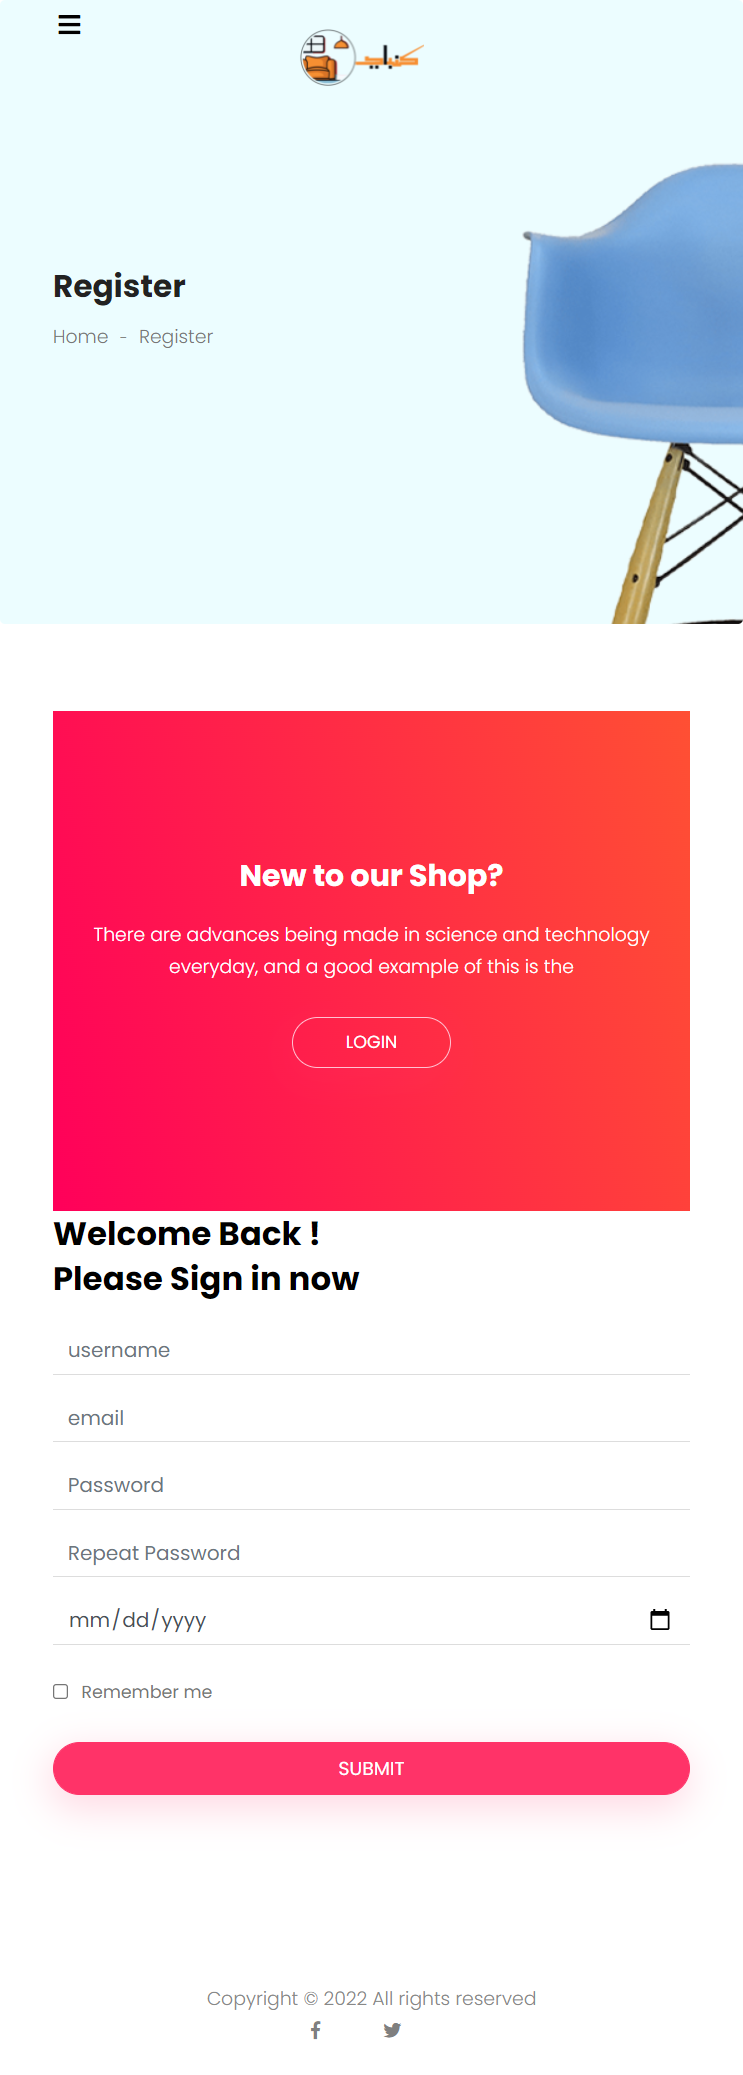 كنباية
Register
Home - Register
New to our Shop?
There are advances being made in science and technology
everyday, and a good example of this is the
LOGIN
Welcome Back !
Please Sign in now
username
email
Password
Repeat Password
mm/dd/yyyy
Remember me
SUBMIT
Copyright © 2022 All rights reserved